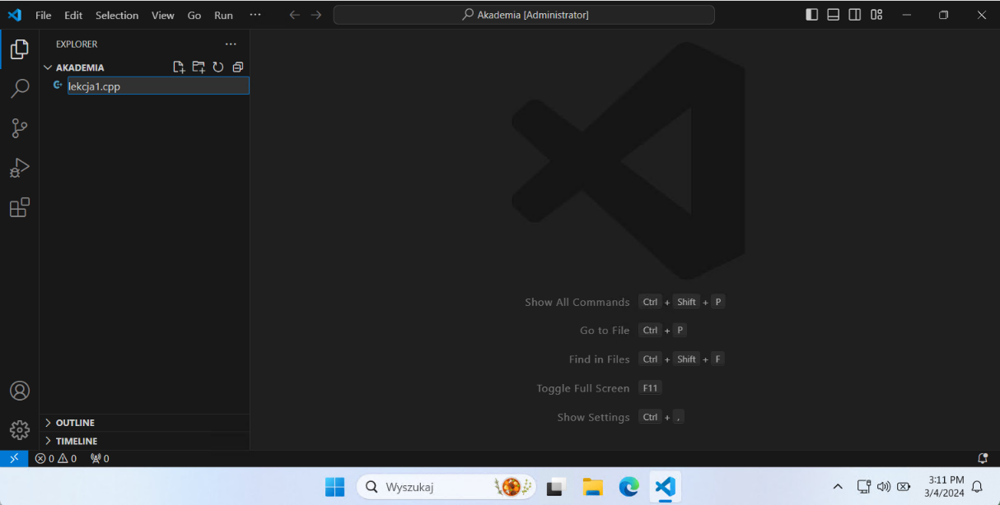 File Edit Selection View Go Run ···
Akademia [Administrator]
EXPLORER
AKADEMIA
lekcja1.cpp
Show All Commands Ctrl + Shift + P
Go to File Ctrl + P
Find in Files Ctrl + Shift + F
Toggle Full Screen F11
Show Settings Ctrl + ,
OUTLINE
TIMELINE
0 0 0
Wyszukaj
3:11 PM
3/4/2024